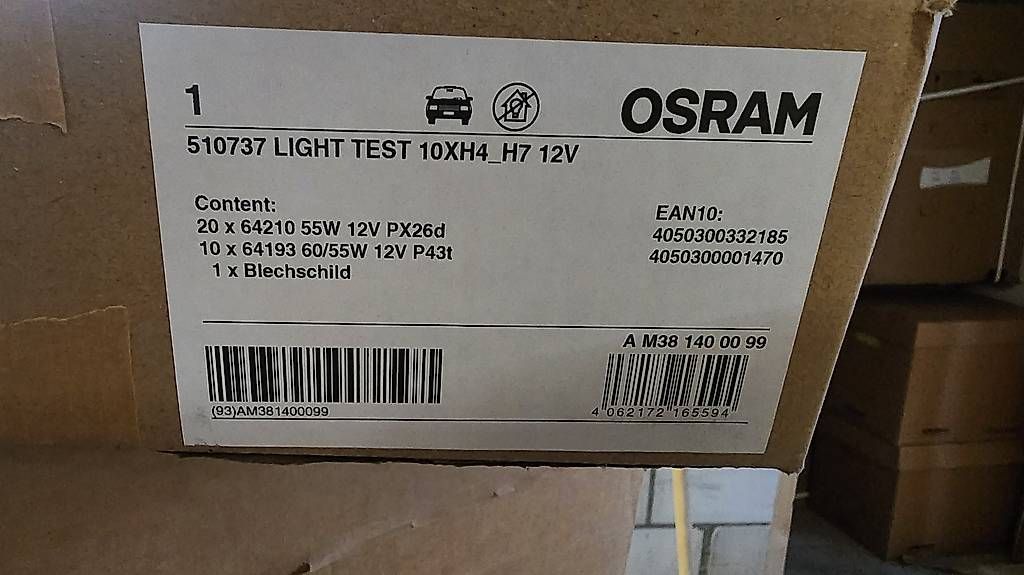 1
OSRAM
510737 LIGHT TEST 10XH4_H7 12V
Content:
20 x 64210 55W 12V PX26d
10 x 64193 60/55W 12V P43t
1 x Blechschild
EAN10:
4050300332185
4050300001470
A M38 140 00 99
(93)AM381400099
4 062172 165594